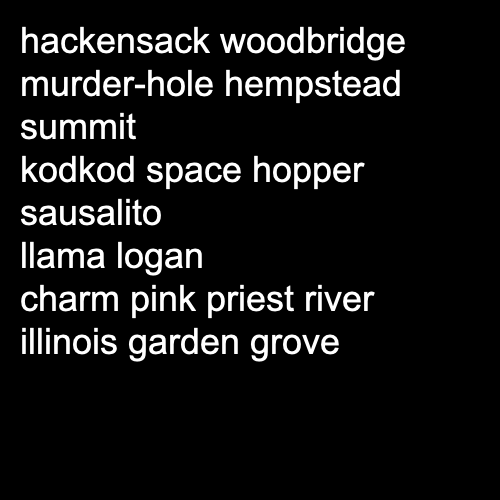 hackensack woodbridge
murder-hole hempstead
summit
kodkod space hopper
sausalito
llama logan
charm pink priest river
illinois garden grove